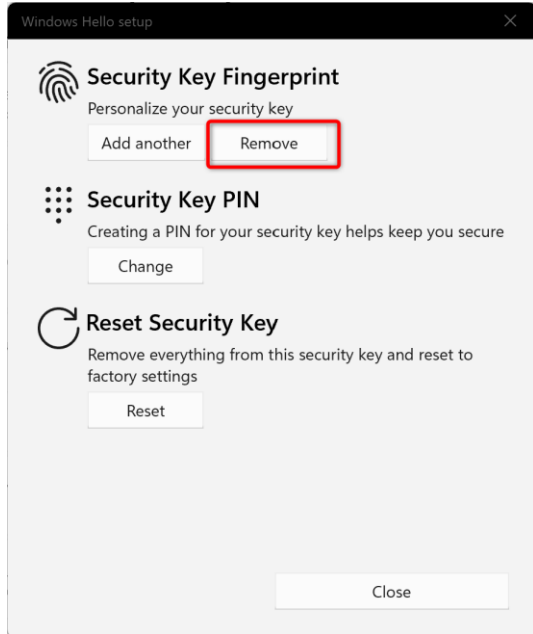 Windows Hello setup
Security Key Fingerprint
Personalize your security key
Add another Remove
Security Key PIN
Creating a PIN for your security key helps keep you secure
Change
Reset Security Key
Remove everything from this security key and reset to
factory settings
Reset
Close